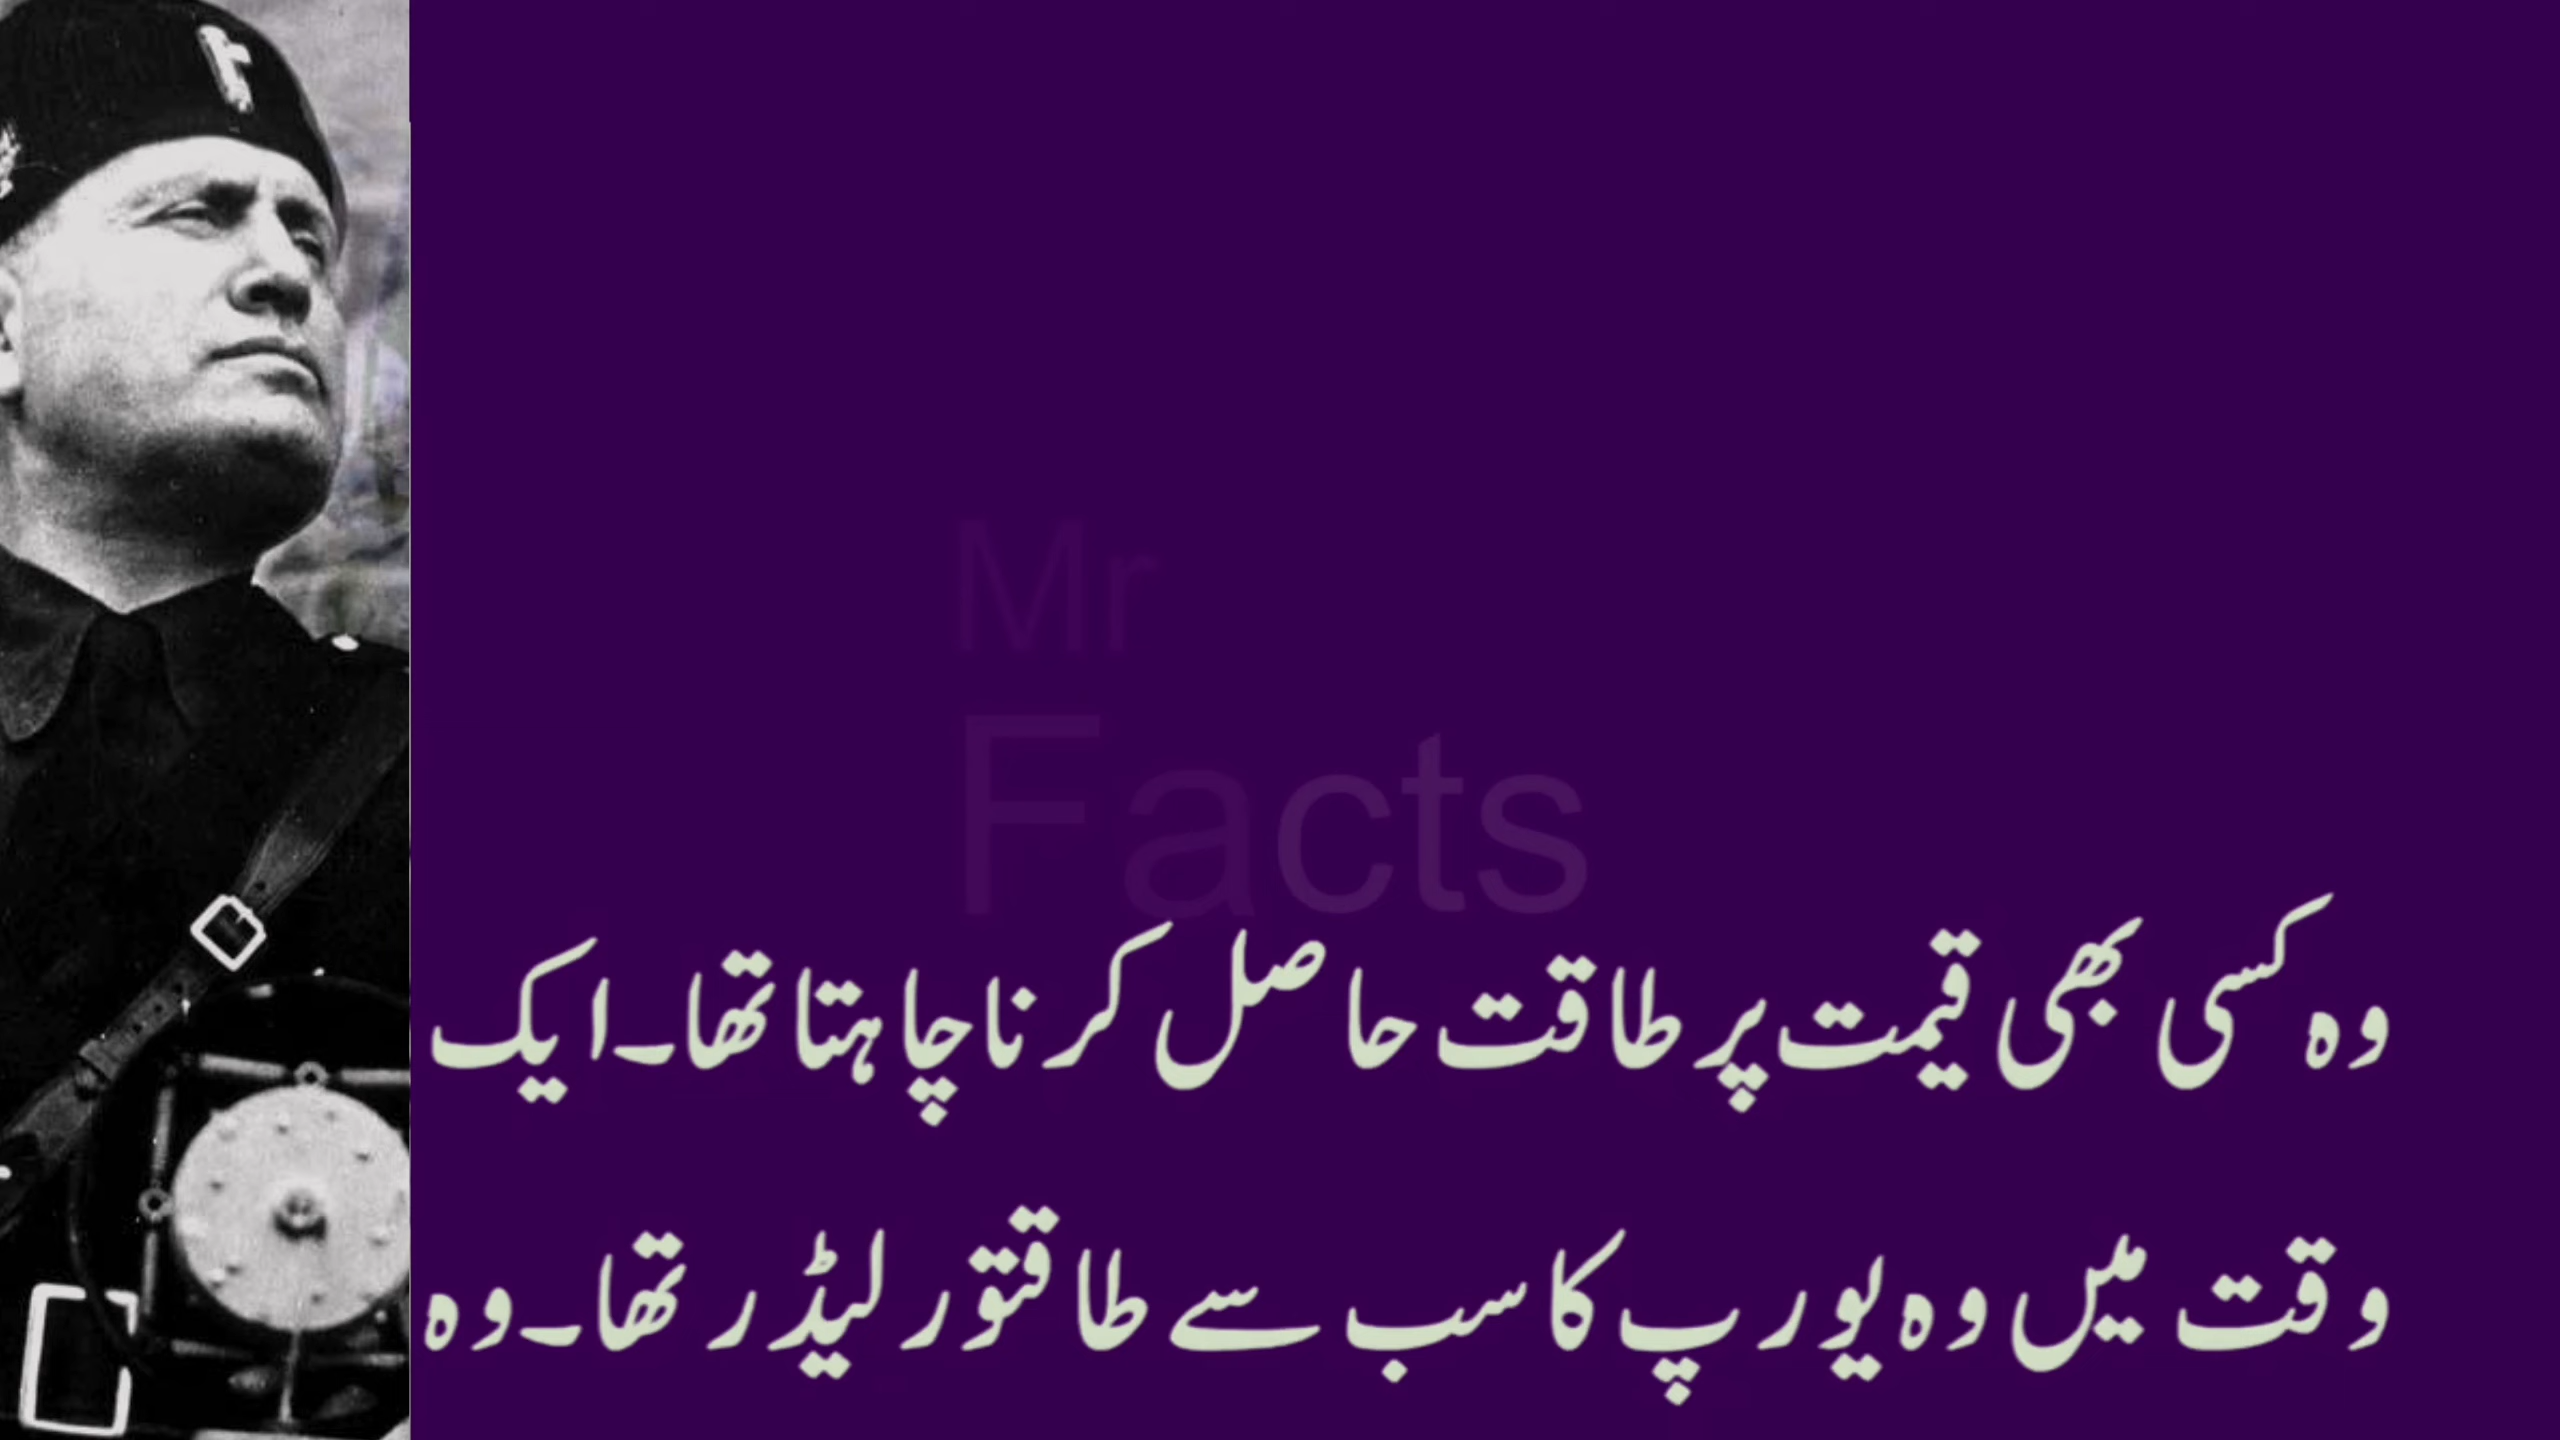 Mr
Facts
وہ کسی بھی قیمت پر طاقت حاصل کرنا چاہتا تھا۔ایک
وقت میں وہ یورپ کا سب سے طاقتور لیڈر تھا۔وہ